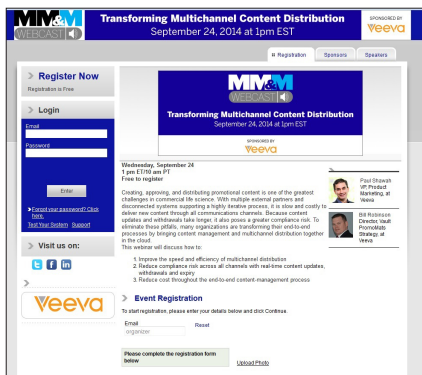 MM&M
WEBCAST
Transforming Multichannel Content Distribution
September 24, 2014 at 1pm EST
SPONSORED BY
Veeva
Registration
Sponsors
Speakers
Register Now
Registration is Free
Login
Email
Password
Enter
Forgot your password? Click
here.
Test Your System Support
Visit us on:
Veeva
MM&M
WEBCAST
Transforming Multichannel Content Distribution
September 24, 2014 at 1pm EST
SPONSORED BY
Veeva
Wednesday, September 24
1 pm ET/10 am PT
Free to register
Creating, approving, and distributing promotional content is one of the greatest
challenges in commercial life science. With multiple external partners and
disconnected systems supporting a highly iterative process, it is slow and costly to
deliver new content through all communications channels. Because content
updates and withdrawals take longer, it also poses a greater compliance risk. To
eliminate these pitfalls, many organizations are transforming their end-to-end
processes by bringing content management and multichannel distribution together
in the cloud.
This webinar will discuss how to:
1. Improve the speed and efficiency of multichannel distribution
2. Reduce compliance risk across all channels with real-time content updates,
withdrawals and expiry
3. Reduce cost throughout the end-to-end content-management process
Paul Shawah
VP, Product
Marketing, at
Veeva
Bill Robinson
Director, Vault
PromoMats
Strategy, at
Veeva
Event Registration
To start registration, please enter your details below and click Continue.
Email
organizer
Reset
Please complete the registration form
below
Upload Photo